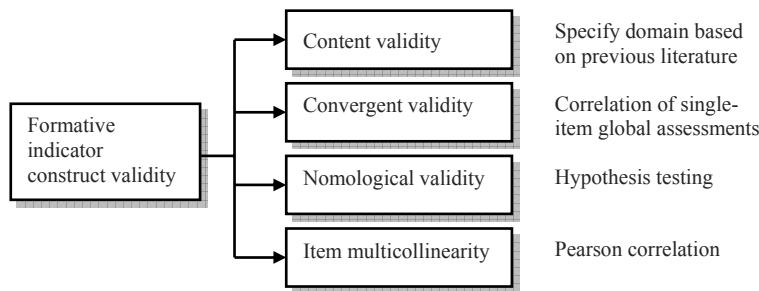 Content validity
Specify domain based
on previous literature
Convergent validity
Correlation of single-
item global assessments
Formative
indicator
construct validity
Nomological validity
Hypothesis testing
Item multicollinearity
Pearson correlation